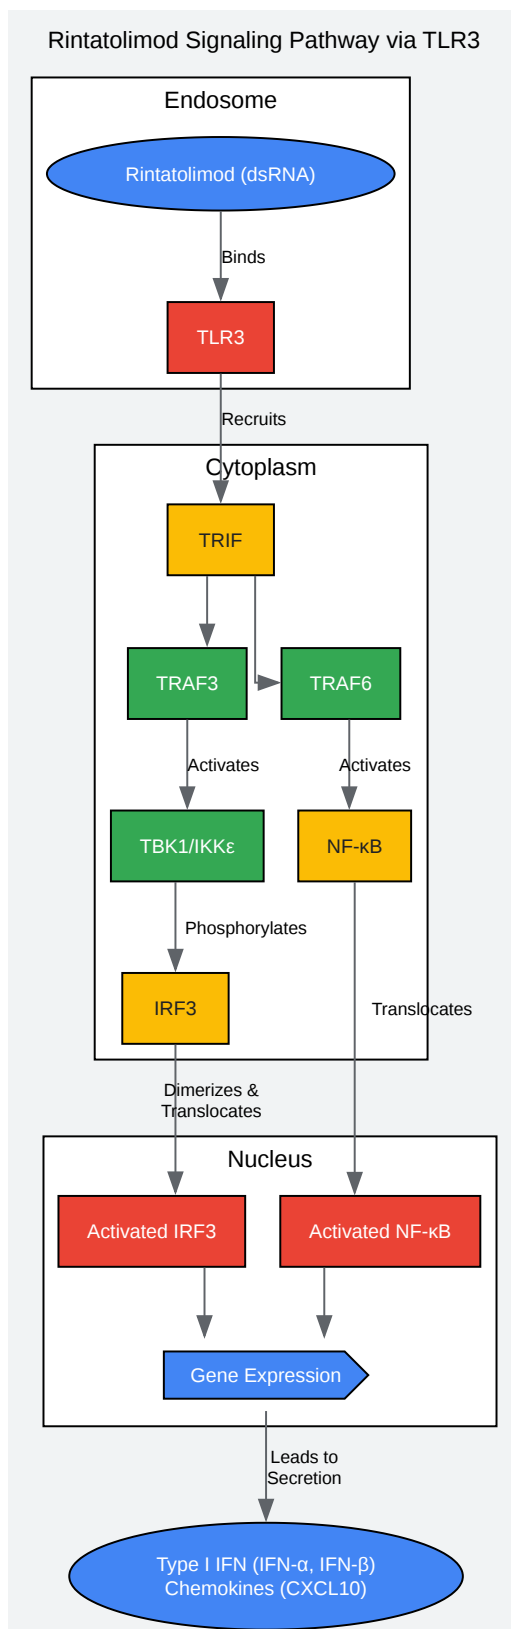 Rintatolimod Signaling Pathway via TLR3
Endosome
Rintatolimod (dsRNA)
Binds
TLR3
Recruits
Cytoplasm
TRIF
TRAF3
TRAF6
Activates
Activates
TBK1/IKKε
NF-κB
Phosphorylates
IRF3
Translocates
Dimerizes &
Translocates
Nucleus
Activated IRF3
Activated NF-κB
Gene Expression
Leads to
Secretion
Type I IFN (IFN-α, IFN-β)
Chemokines (CXCL10)